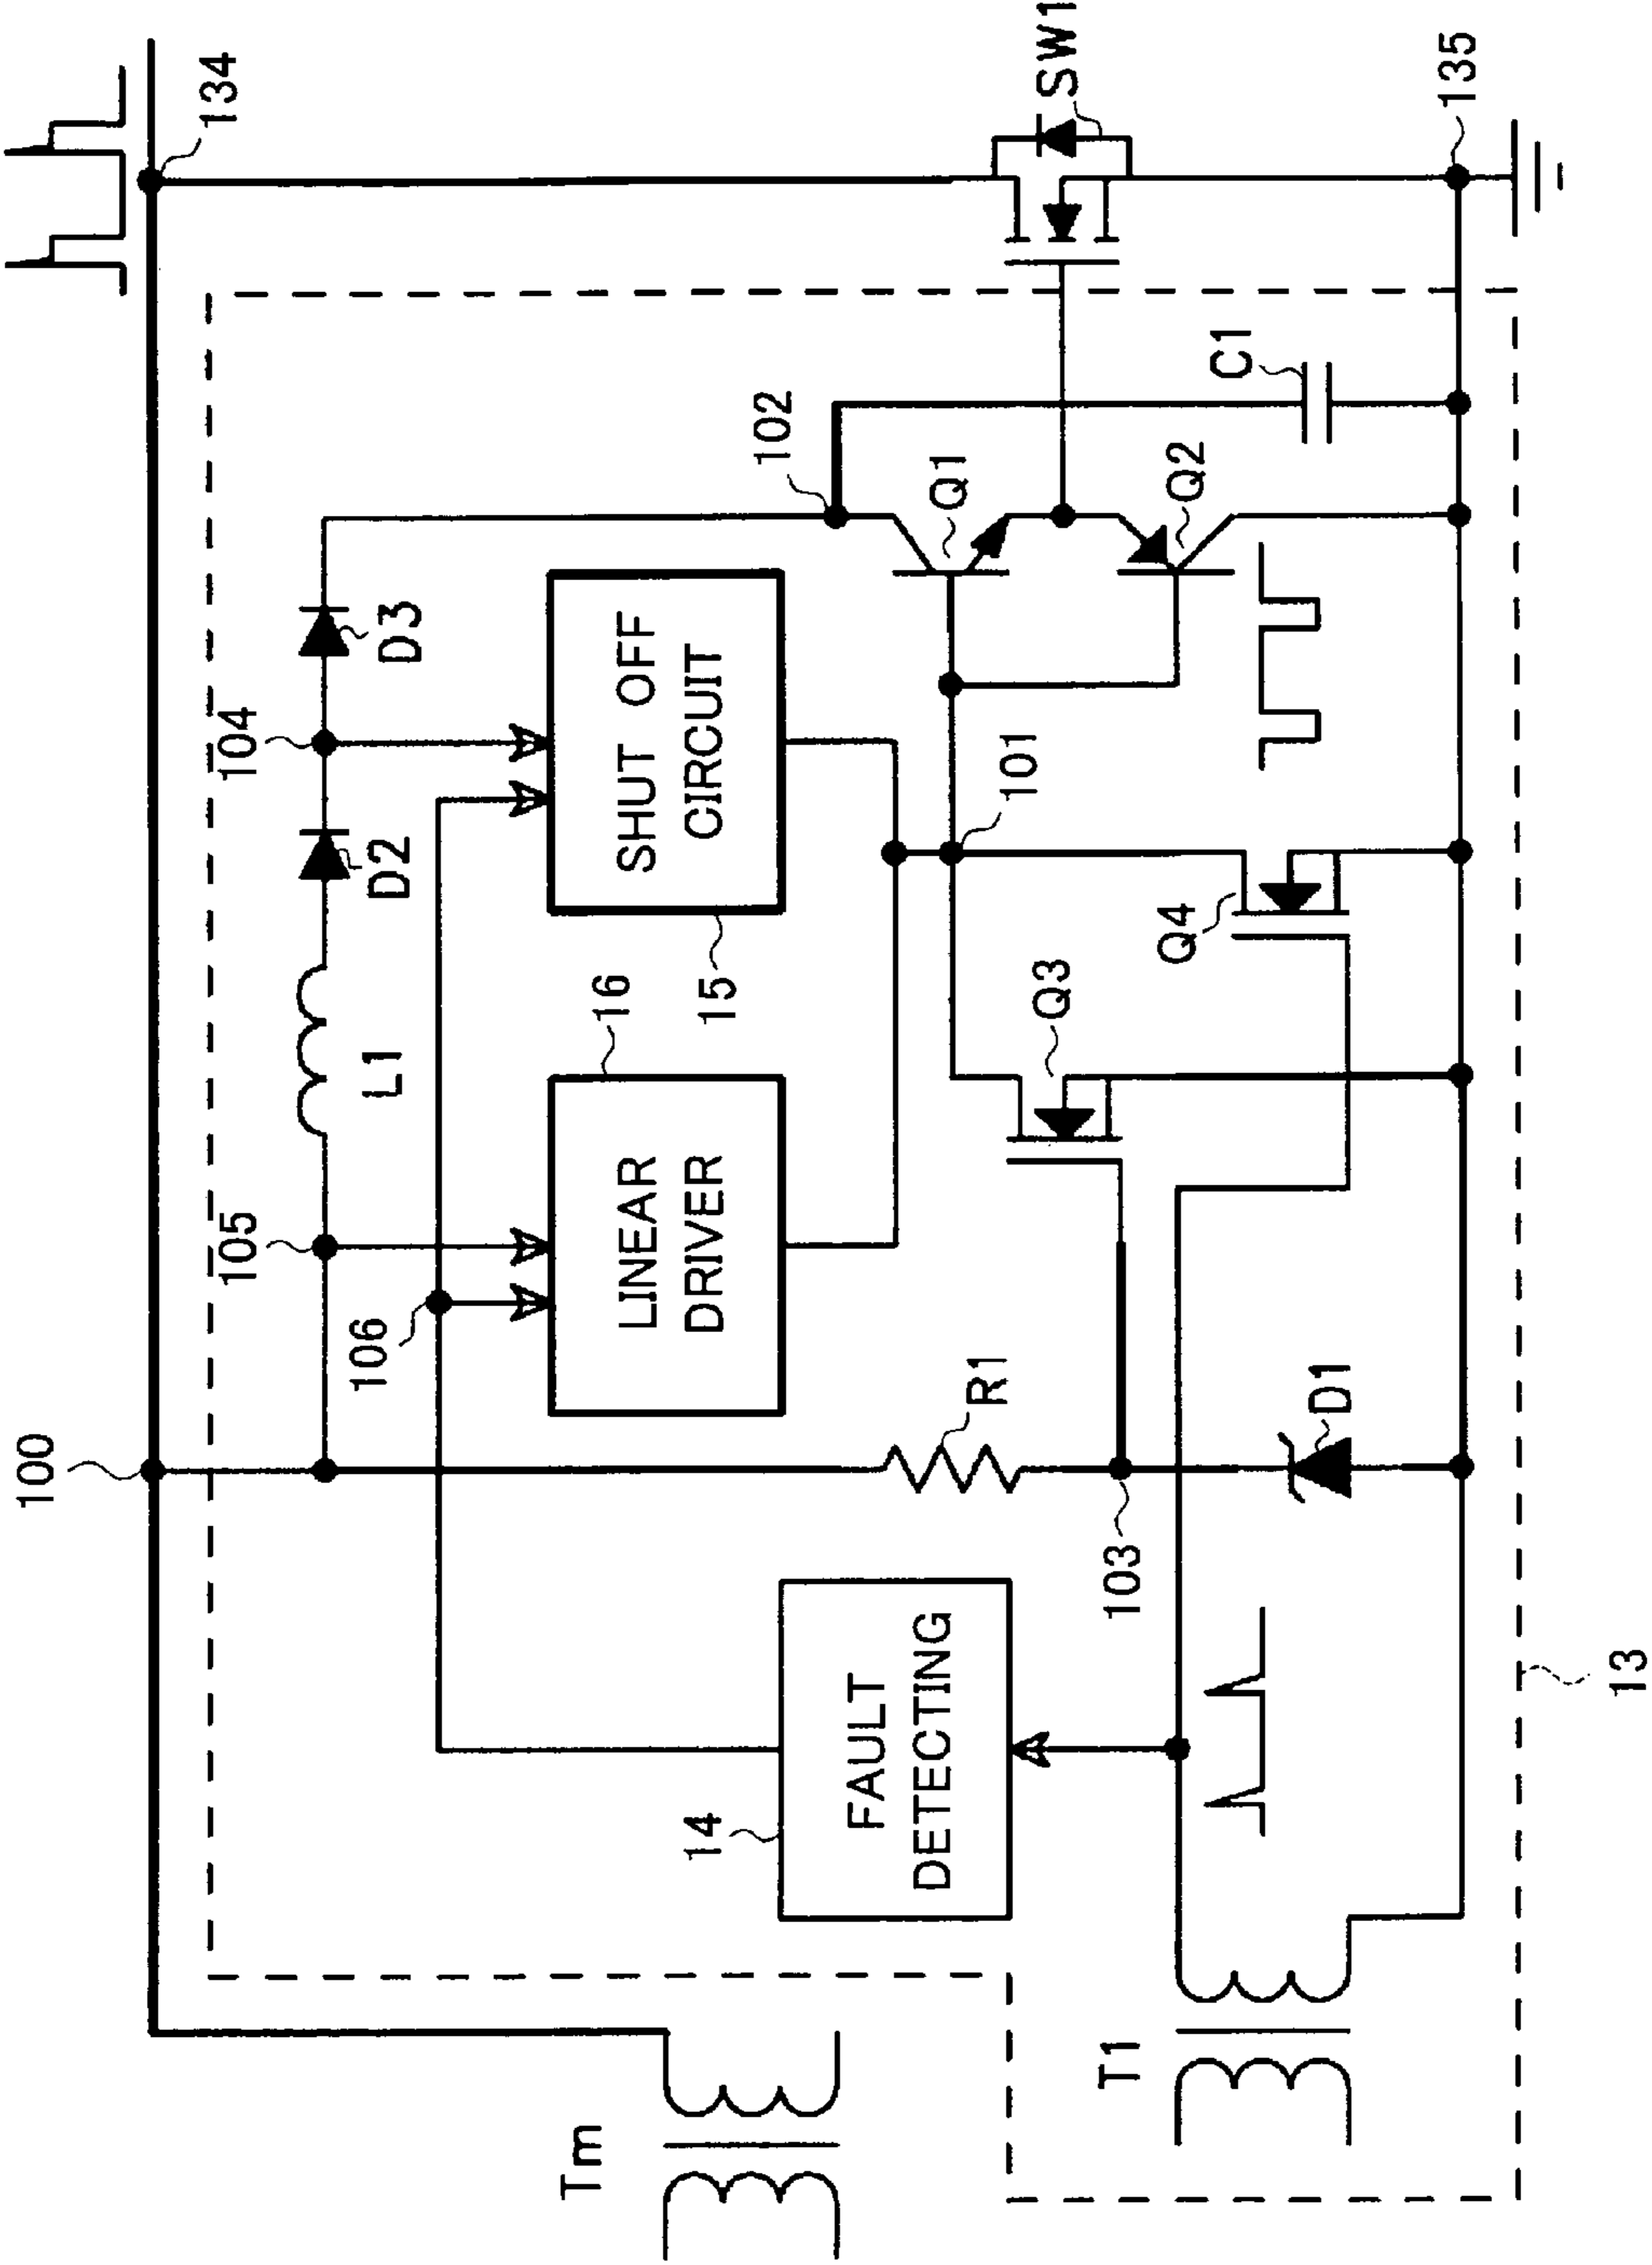 100
134
105
104
L1
D2
D3
106
16
LINEAR
DRIVER
SHUT OFF
CIRCUIT
15
102
Tm
14
FAULT
DETECTING
R1
Q3
101
Q1
SW1
103
Q4
Q2
C1
T1
D1
135
13